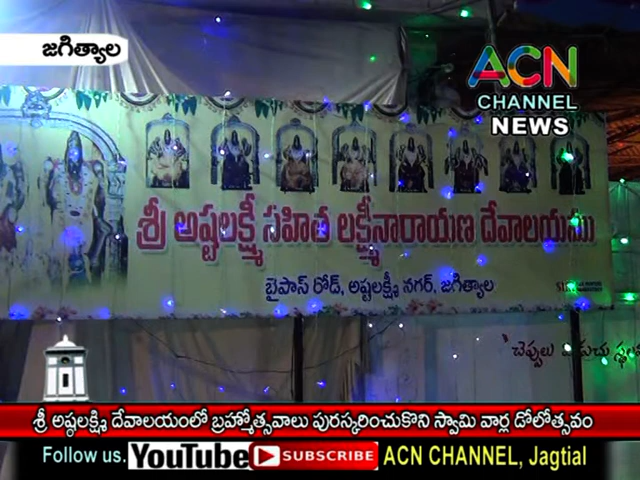 జగిత్యాల
ACN
CHANNEL
NEWS
శ్రీ అష్టలక్ష్మీ సహిత లక్ష్మీనారాయణ దేవాలయము
బైపాస్ రోడ్, అష్టలక్ష్మీ నగర్, జగిత్యాల
చెప్పులు
శ్రీ అష్ఠలక్ష్మి దేవాలయంలో బ్రహ్మోత్సవాలు పురస్కరించుకొని స్వామి వార్ల డోలోత్సవం
Follow us. YouTube SUBSCRIBE ACN CHANNEL, Jagtial